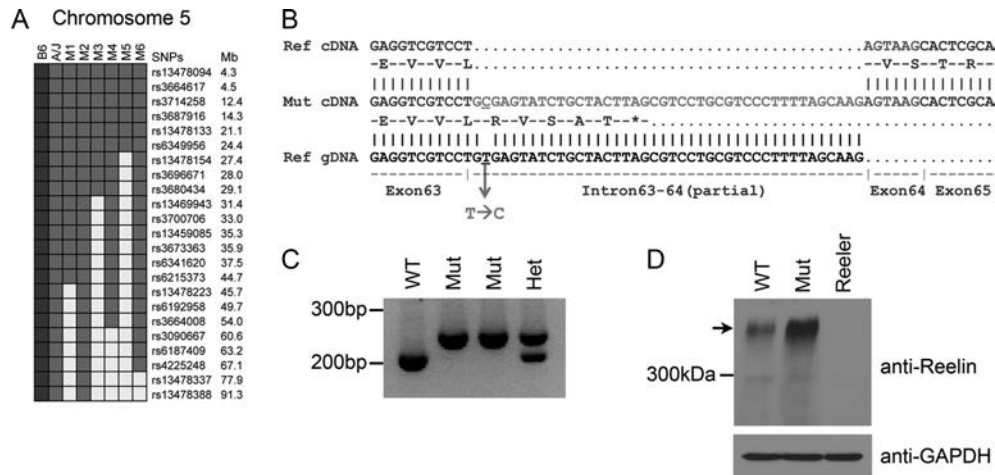 A Chromosome 5
B6 A/J M1 M2 M3 M4 M5 M6 SNPs Mb
rs13478094 4.3
rs3664617 4.5
rs3714258 12.4
rs3687916 14.3
rs13478133 21.1
rs6349956 24.4
rs13478154 27.4
rs3696671 28.0
rs3680434 29.1
rs13469943 31.4
rs3700706 33.0
rs13459085 35.3
rs3673363 35.9
rs6341620 37.5
rs6215373 44.7
rs13478223 45.7
rs6192958 49.7
rs3664008 54.0
rs3090667 60.6
rs6187409 63.2
rs4225248 67.1
rs13478337 77.9
rs13478388 91.3
B
Ref cDNA GAGGTCGTCCT........................................AGTAAGCACTCGCA
--E--V--V--L --V--S--T--R--
Mut cDNA GAGGTCGTCCTGCGAGTATCTGCTACTTAGCGTCCTGCGTCCCTTTTAGCAAGAGTAAGCACTCGCA
--E--V--V--L--R--V--S--A--T--*--
Ref gDNA GAGGTCGTCCTGTGAGTATCTGCTACTTAGCGTCCTGCGTCCCTTTTAGCAAG..............
Exon63 Intron63-64(partial) Exon64 Exon65
T→C
C
WT Mut Mut Het
300bp
200bp
D
WT Mut Reeler
300kDa
anti-Reelin
anti-GAPDH